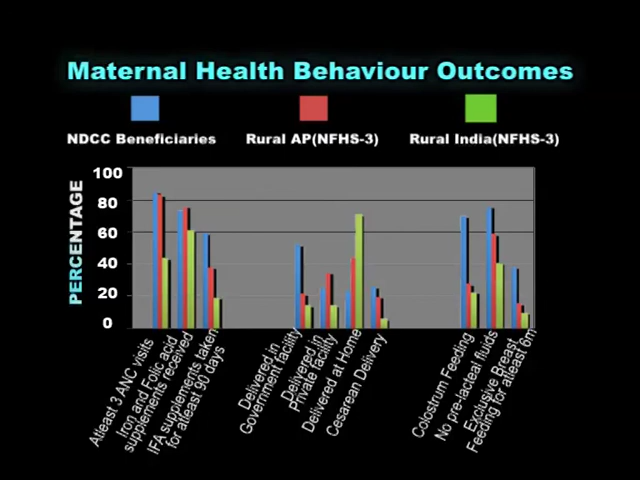 Maternal Health Behaviour Outcomes
NDCC Beneficiaries
Rural AP(NFHS-3)
Rural India(NFHS-3)
PERCENTAGE
100
80
60
40
20
0
Atleast 3 ANC visits
Iron and Folic acid
supplements received
IFA supplements taken
for atleast 90 days
Delivered in
Government facility
Delivered in
Private facility
Delivered at Home
Cesarean Delivery
Colostrum Feeding
No pre-lacteal fluids
Exclusive Breast
Feeding for atleast 6m